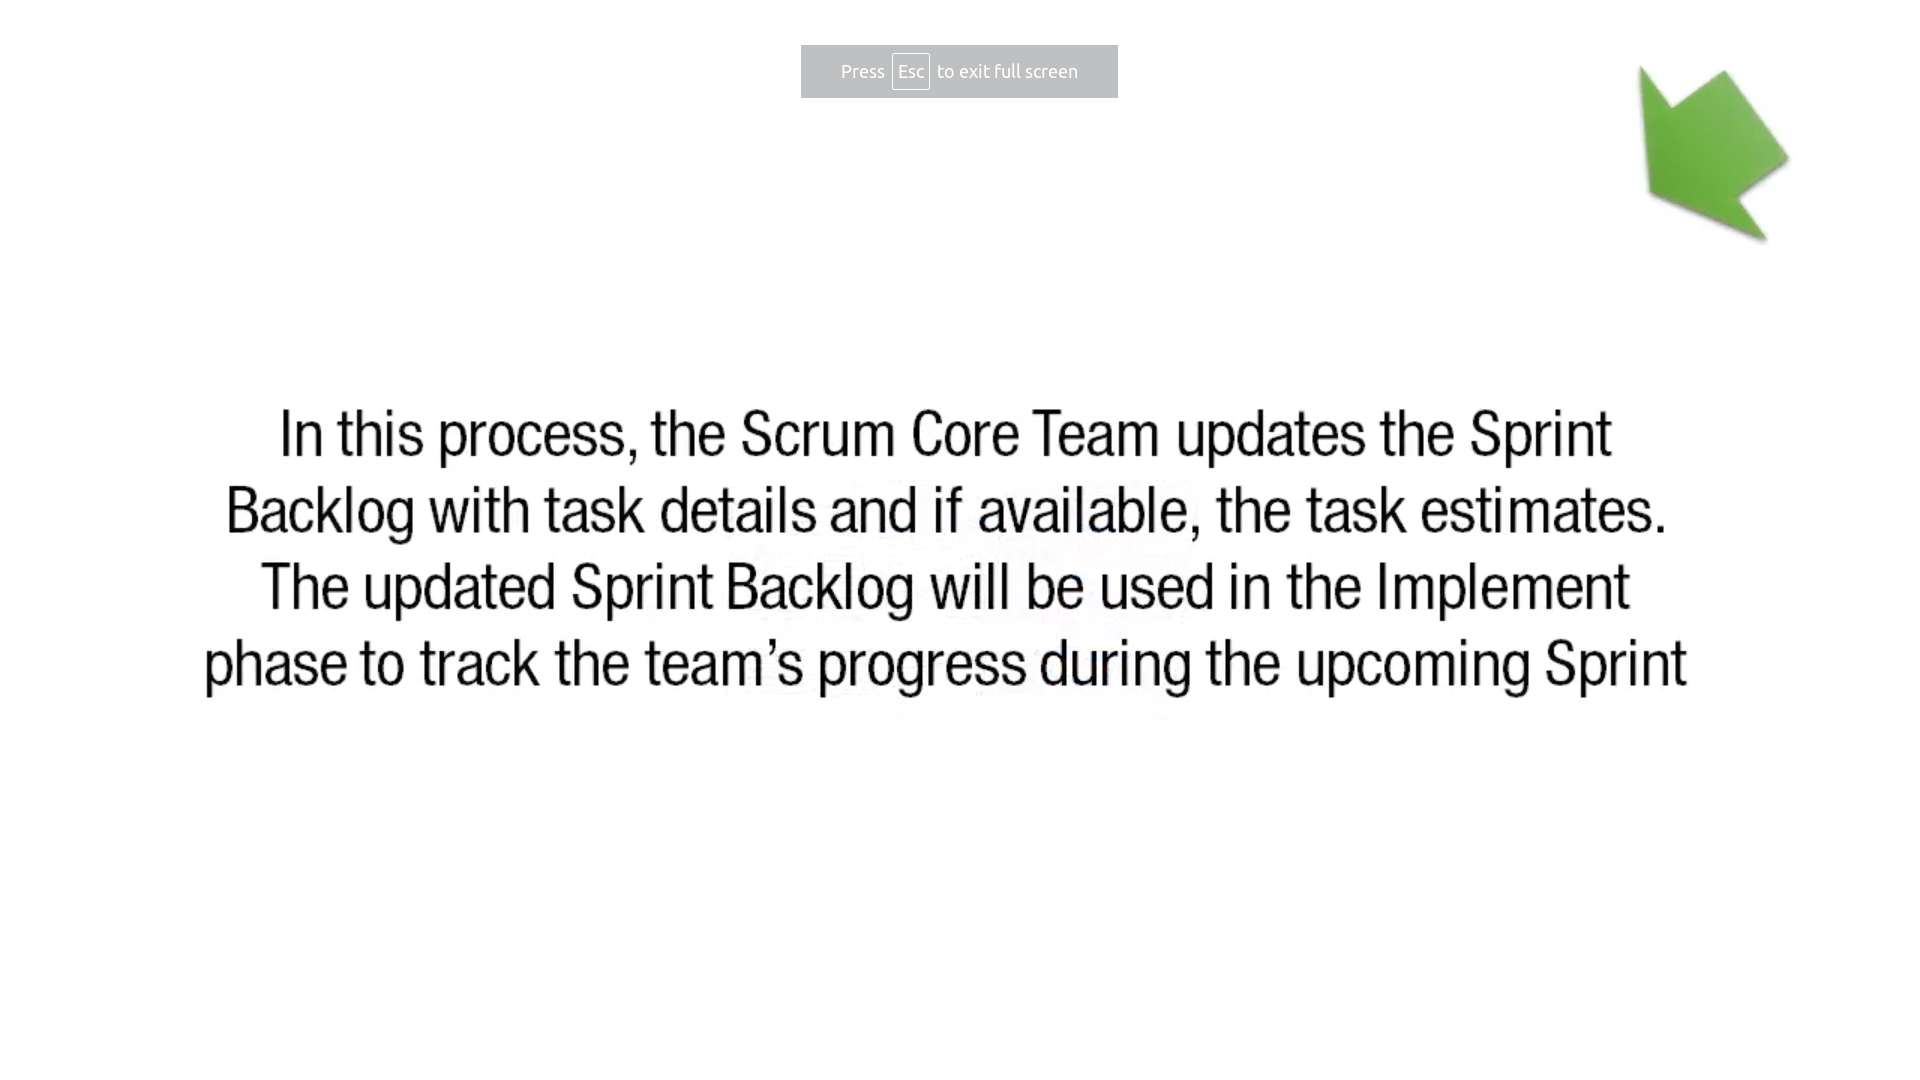 Press Esc to exit full screen
In this process, the Scrum Core Team updates the Sprint
Backlog with task details and if available, the task estimates.
The updated Sprint Backlog will be used in the Implement
phase to track the team’s progress during the upcoming Sprint